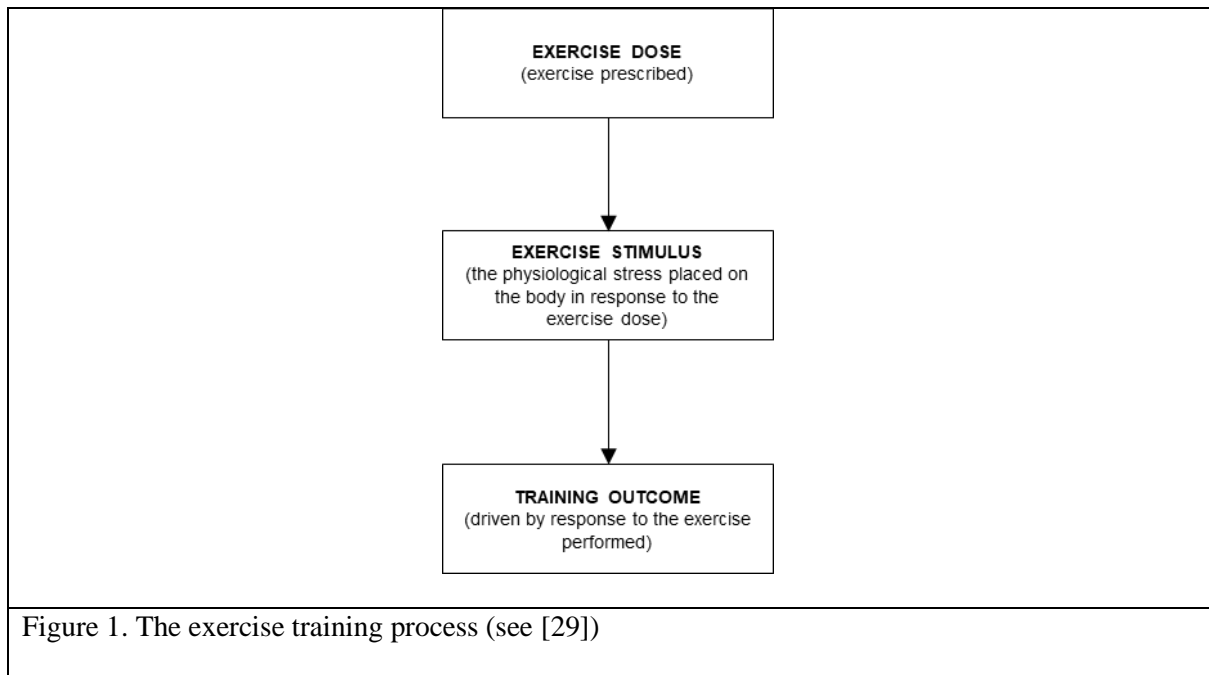 EXERCISE DOSE
(exercise prescribed)
EXERCISE STIMULUS
(the physiological stress placed on
the body in response to the
exercise dose)
TRAINING OUTCOME
(driven by response to the exercise
performed)
Figure 1. The exercise training process (see [29])